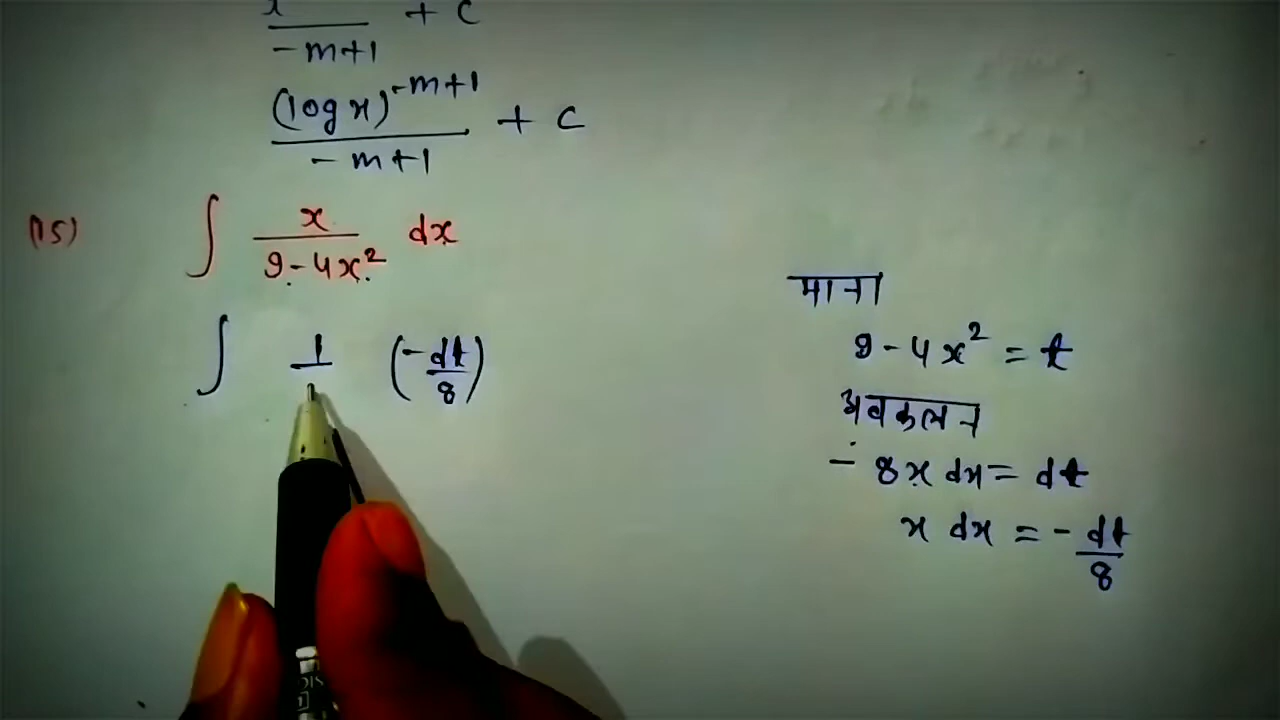 x/(-m+1) + c
(log x)^(-m+1)/(-m+1) + c
(15) ∫ x/(9-4x²) dx
∫ 1/ (-dt/8)
माना
9-4x² = t
अवकलन
- 8x dx = dt
x dx = - dt/8